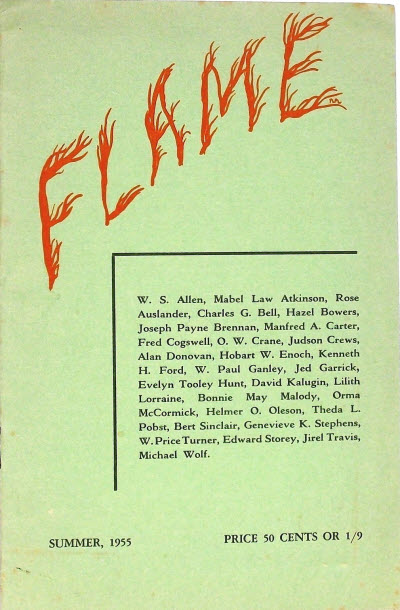 FLAME
W. S. Allen, Mabel Law Atkinson, Rose
Auslander, Charles G. Bell, Hazel Bowers,
Joseph Payne Brennan, Manfred A. Carter,
Fred Cogswell, O. W. Crane, Judson Crews,
Alan Donovan, Hobart W. Enoch, Kenneth
H. Ford, W. Paul Ganley, Jed Garrick,
Evelyn Tooley Hunt, David Kalugin, Lilith
Lorraine, Bonnie May Malody, Orma
McCormick, Helmer O. Oleson, Theda L.
Pobst, Bert Sinclair, Genevieve K. Stephens,
W. Price Turner, Edward Storey, Jirel Travis,
Michael Wolf.
SUMMER, 1955
PRICE 50 CENTS OR 1/9